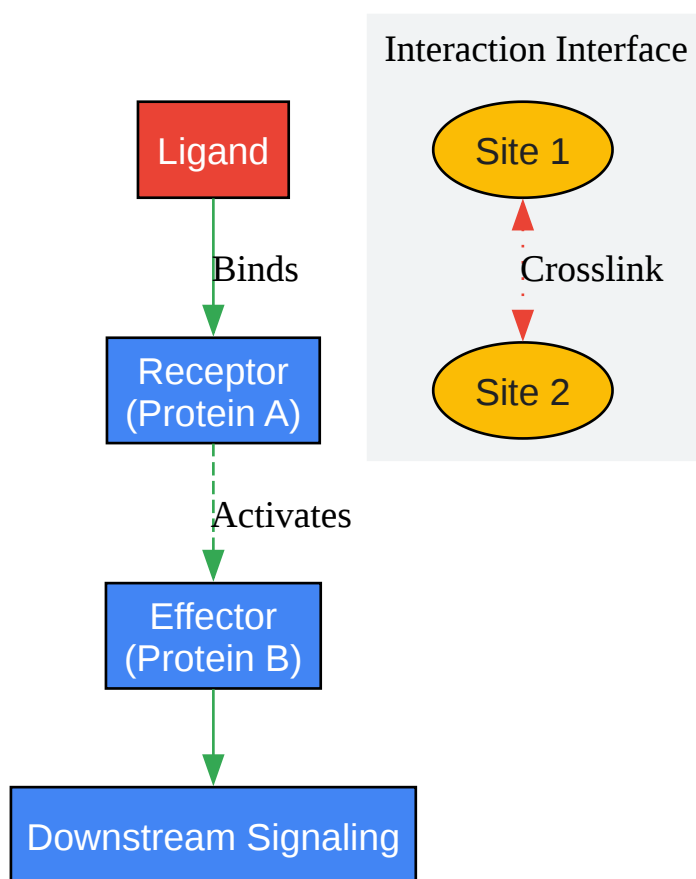 Interaction Interface
Ligand
Site 1
Binds
Crosslink
Receptor
(Protein A)
Site 2
Activates
Effector
(Protein B)
Downstream Signaling